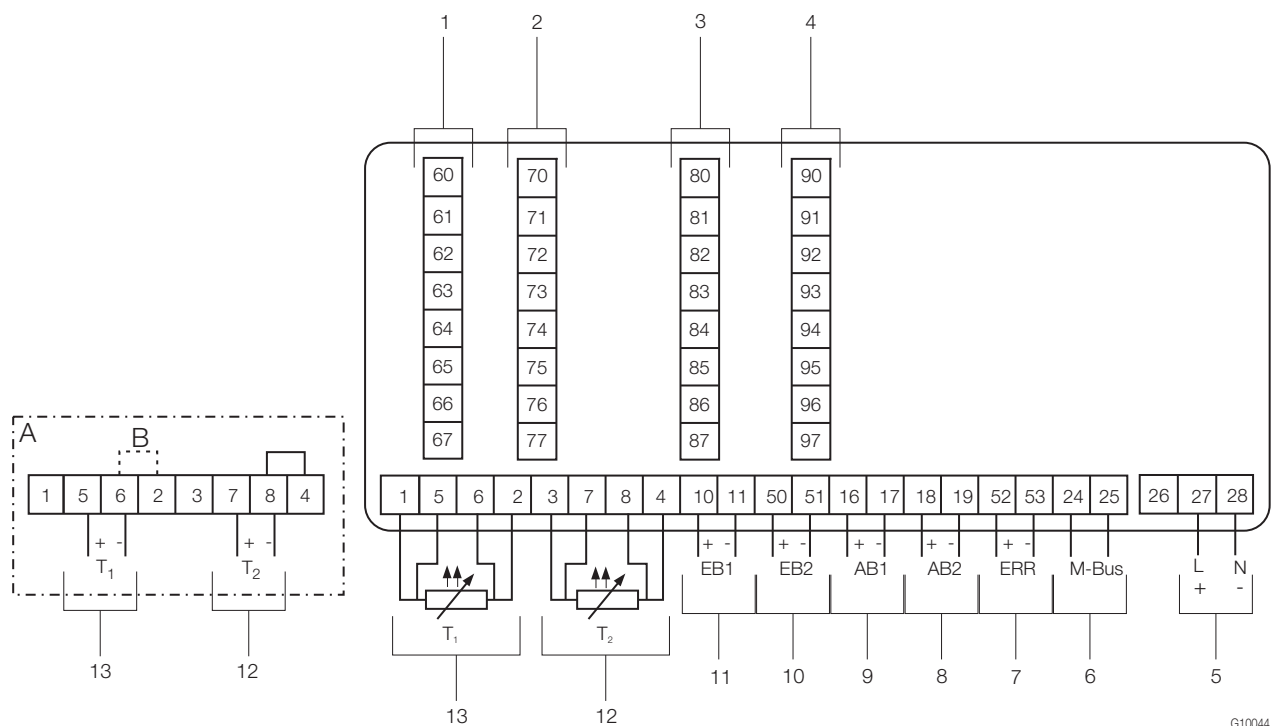 1 2 3 4
60 70 80 90
61 71 81 91
62 72 82 92
63 73 83 93
64 74 84 94
65 75 85 95
66 76 86 96
67 77 87 97
A
B
1 5 6 2 3 7 8 4
+ - + -
T1 T2
13 12
1 5 6 2 3 7 8 4 10 11 50 51 16 17 18 19 52 53 24 25 26 27 28
+ - + - + - + - + -
EB1 EB2 AB1 AB2 ERR M-Bus L N
+ -
T1 T2
11 10 9 8 7 6 5
13 12
G10044